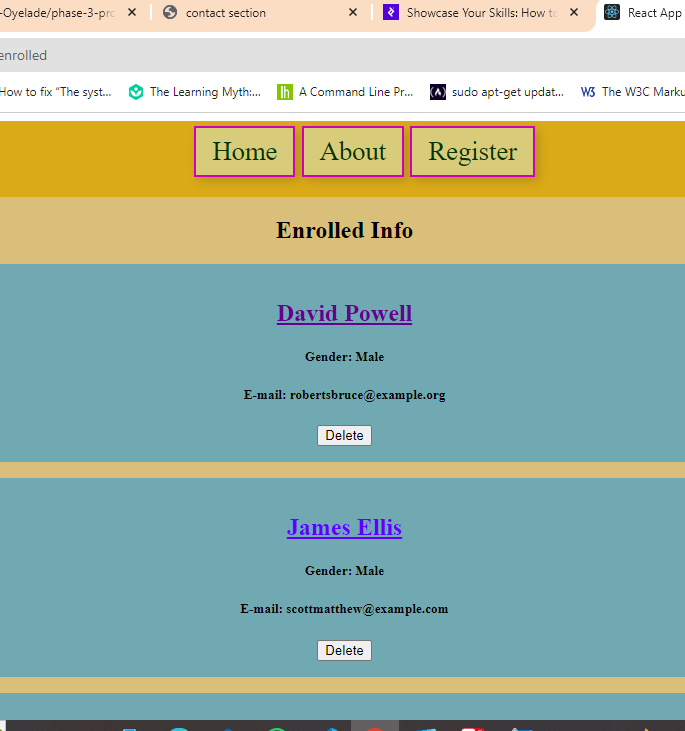 -Oyelade/phase-3-pro
contact section
Showcase Your Skills: How to
React App
enrolled
How to fix “The syst...
The Learning Myth:...
lh
A Command Line Pr...
sudo apt-get updat...
W3
The W3C Marku
Home
About
Register
Enrolled Info
David Powell
Gender: Male
E-mail: robertsbruce@example.org
Delete
James Ellis
Gender: Male
E-mail: scottmatthew@example.com
Delete